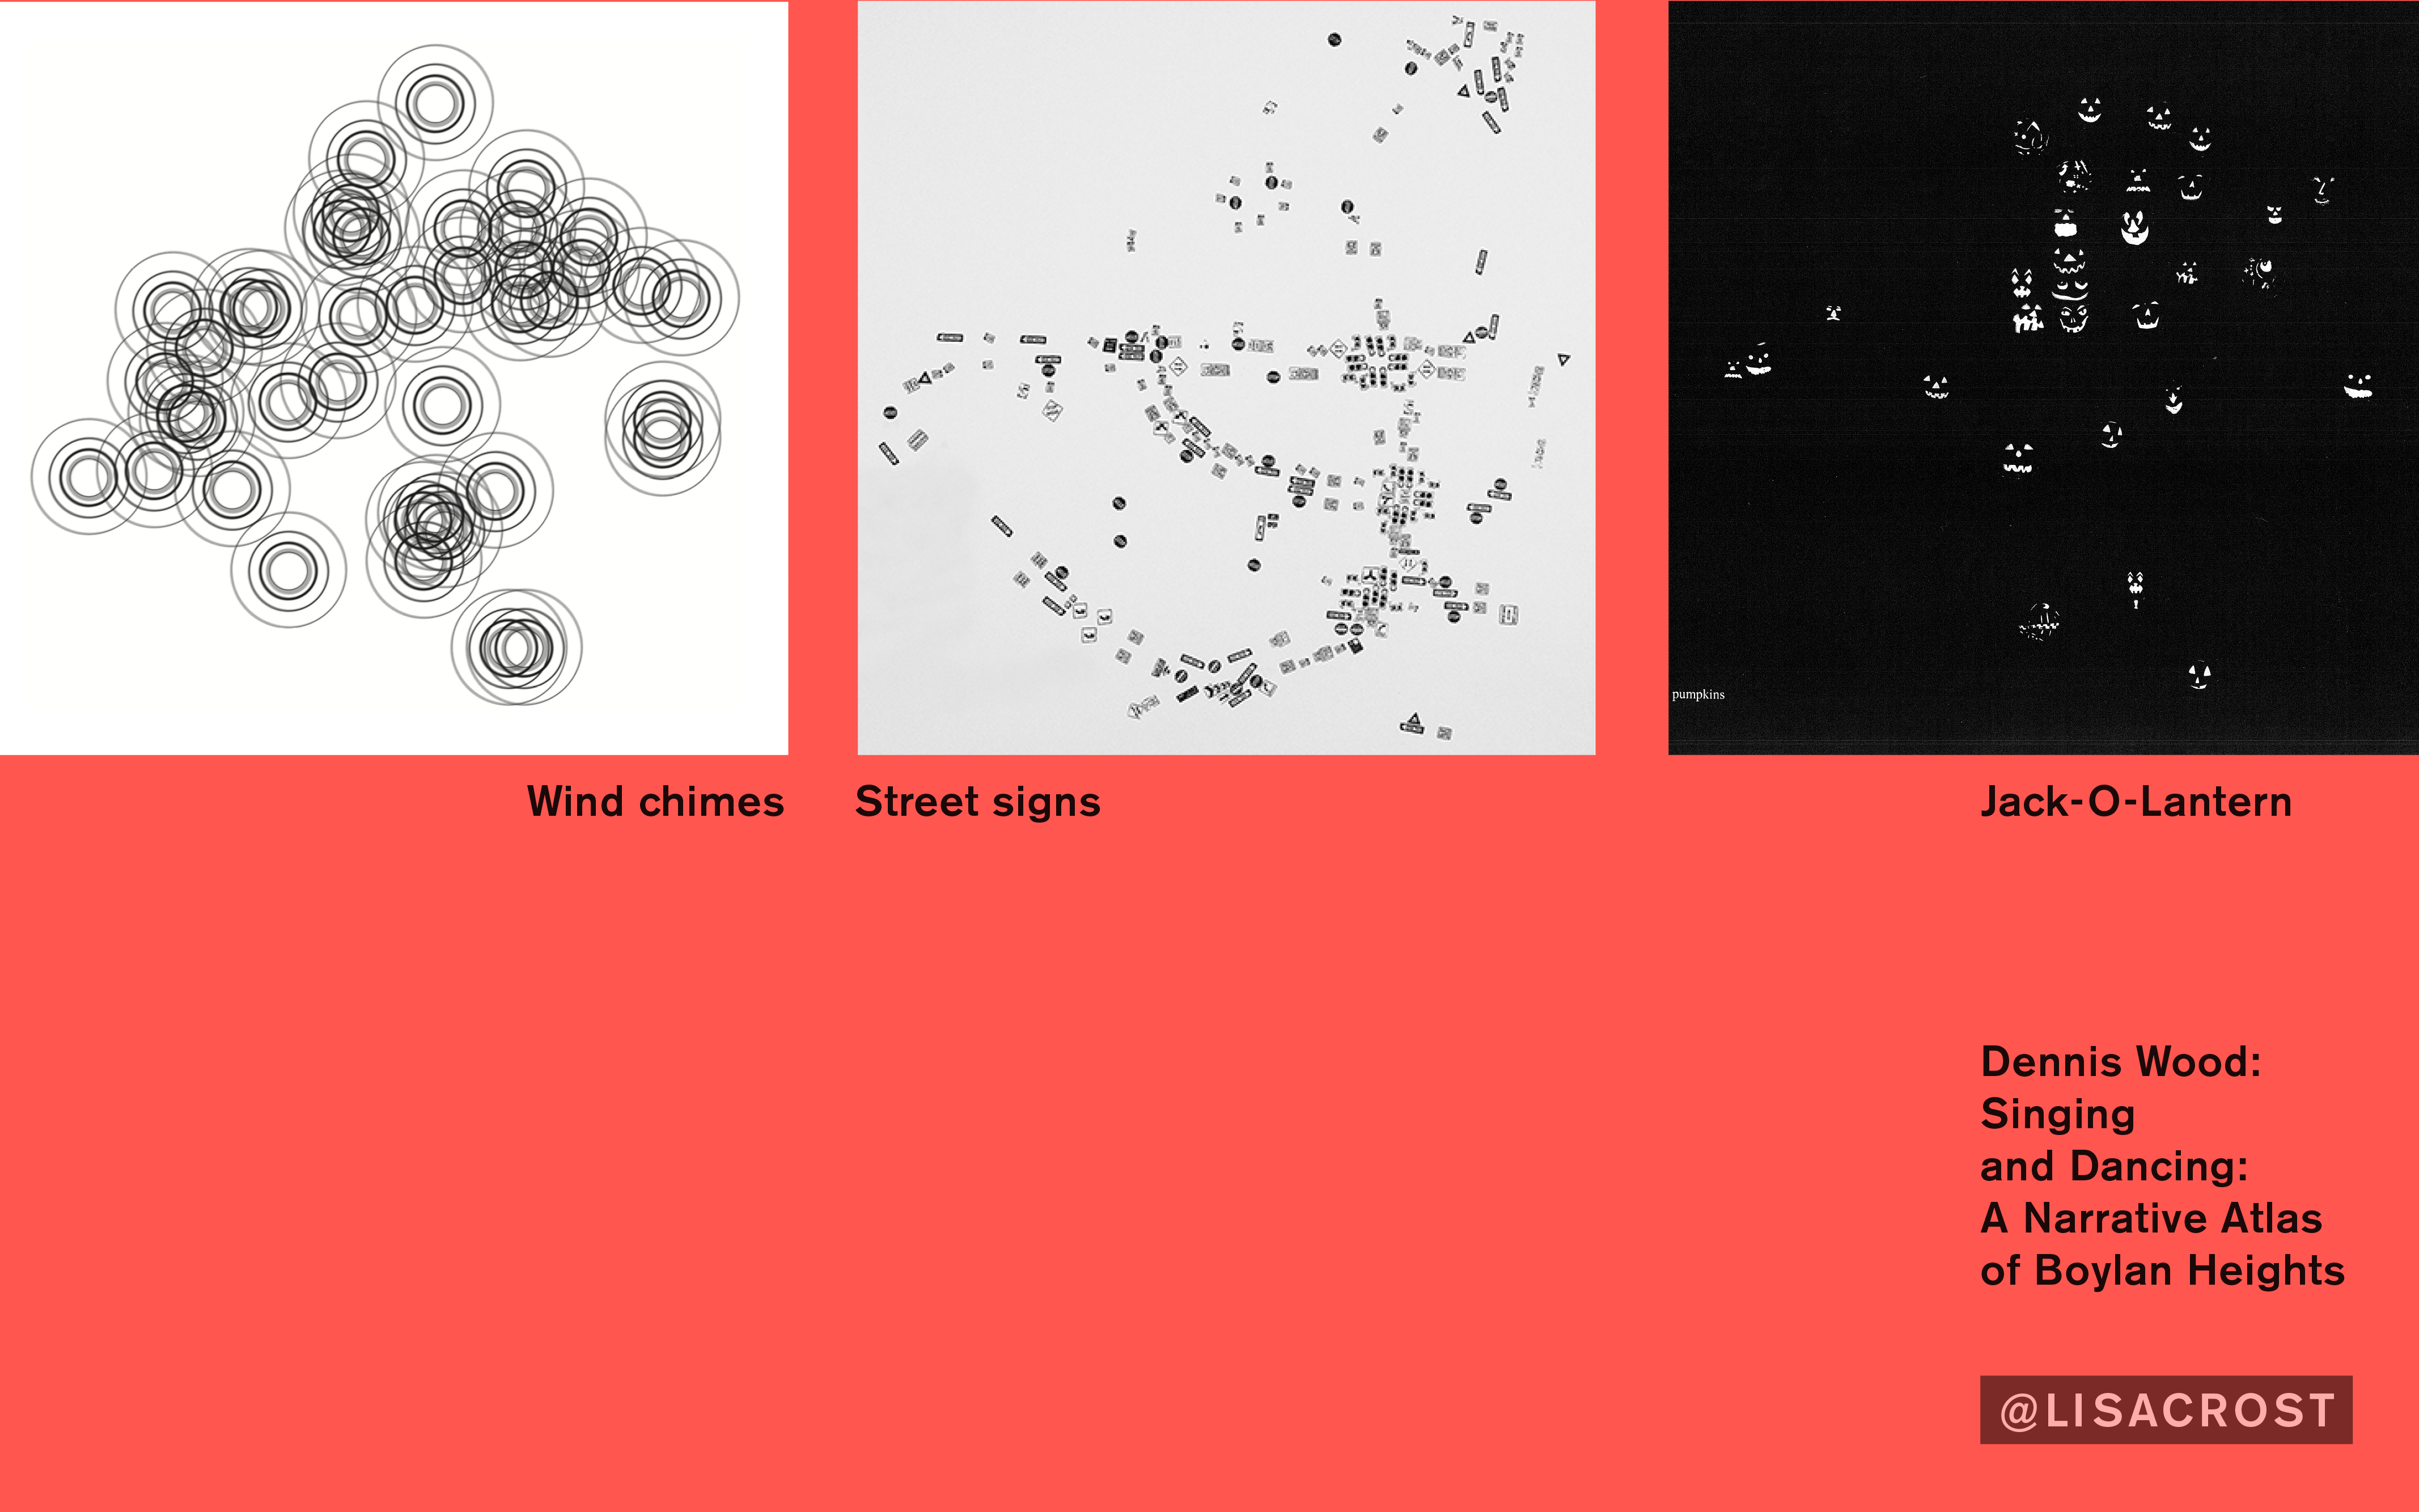 pumpkins
Wind chimes
Street signs
Jack-O-Lantern
Dennis Wood:
Singing
and Dancing:
A Narrative Atlas
of Boylan Heights
@LISACROST